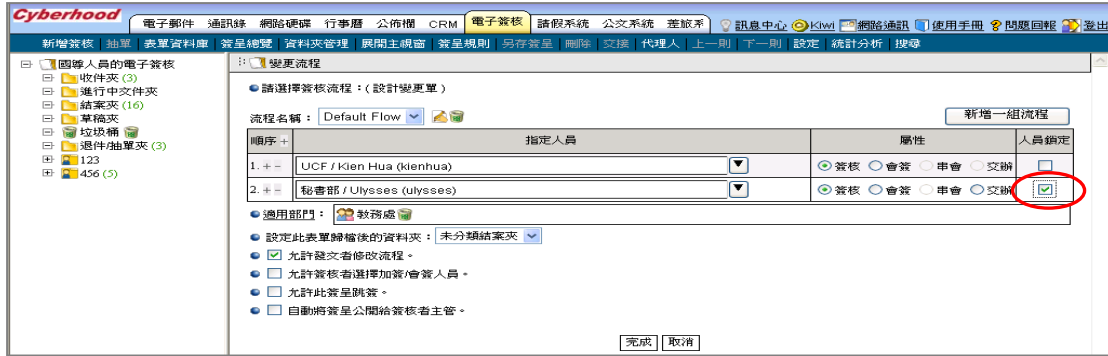 Cyberhood 電子郵件 通訊錄 網路硬碟 行事曆 公佈欄 CRM 電子簽核 請假系統 公文系統 差旅系 訊息中心 Kiwi 網路通訊 使用手冊 問題回報 登出
新增簽核 | 抽單 | 表單資料庫 | 簽呈總覽 | 資料夾管理 | 展開主視窗 | 簽呈規則 | 另存簽呈 | 刪除 | 交接 | 代理人 | 上一則 | 下一則 | 設定 | 統計分析 | 搜尋
國尊人員的電子簽核
收件夾 (3)
進行中文件夾
結案夾 (16)
草稿夾
垃圾桶
退件/抽單夾 (3)
123
456 (5)
變更流程
請選擇簽核流程：( 設計變更單 )
流程名稱： Default Flow 新增一組流程
順序 + 指定人員 屬性 人員鎖定
1. + - UCF / Kien Hua (kienhua) 簽核 會簽 串會 交辦
2. + - 秘書部 / Ulysses (ulysses) 簽核 會簽 串會 交辦
適用部門： 教務處
設定此表單歸檔後的資料夾： 未分類結案夾
允許發文者修改流程。
允許簽核者選擇加簽/會簽人員。
允許此簽呈跳簽。
自動將簽呈公開給簽核者主管。
完成 取消